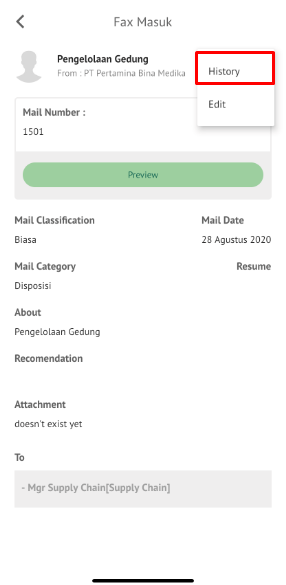 Fax Masuk
Pengelolaan Gedung
From : PT Pertamina Bina Medika
History
Edit
Mail Number :
1501
Preview
Mail Classification
Mail Date
Biasa
28 Agustus 2020
Mail Category
Resume
Disposisi
About
Pengelolaan Gedung
Recomendation
Attachment
doesn't exist yet
To
- Mgr Supply Chain[Supply Chain]